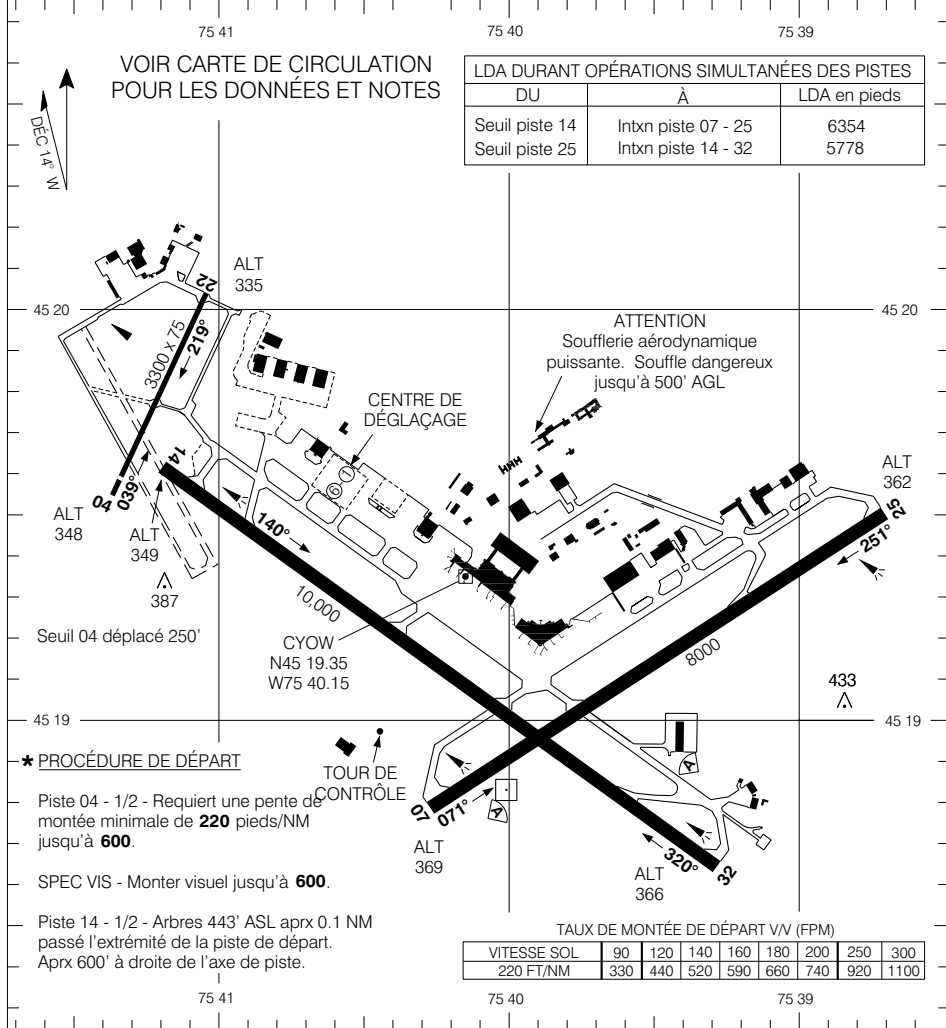 75 41
75 40
75 39
VOIR CARTE DE CIRCULATION
POUR LES DONNÉES ET NOTES
DÉC 14° W
LDA DURANT OPÉRATIONS SIMULTANÉES DES PISTES
DU À LDA en pieds
Seuil piste 14 Intxn piste 07 - 25 6354
Seuil piste 25 Intxn piste 14 - 32 5778
ALT
335
22
219°
3300 x 75
45 20
45 20
ATTENTION
Soufflerie aérodynamique
puissante. Souffle dangereux
jusqu'à 500' AGL
CENTRE DE
DÉGLAÇAGE
1
6
14
04
039°
ALT
348
ALT
349
387
Seuil 04 déplacé 250'
140°
10,000
CYOW
N45 19.35
W75 40.15
ALT
362
25
251°
8000
433
45 19
45 19
TOUR DE
CONTRÔLE
07
071°
A
A
ALT
369
ALT
366
320°
32
* PROCÉDURE DE DÉPART
Piste 04 - 1/2 - Requiert une pente de
montée minimale de 220 pieds/NM
jusqu'à 600.
SPEC VIS - Monter visuel jusqu'à 600.
Piste 14 - 1/2 - Arbres 443' ASL aprx 0.1 NM
passé l'extrémité de la piste de départ.
Aprx 600' à droite de l'axe de piste.
TAUX DE MONTÉE DE DÉPART V/V (FPM)
VITESSE SOL 90 120 140 160 180 200 250 300
220 FT/NM 330 440 520 590 660 740 920 1100
75 41
75 40
75 39